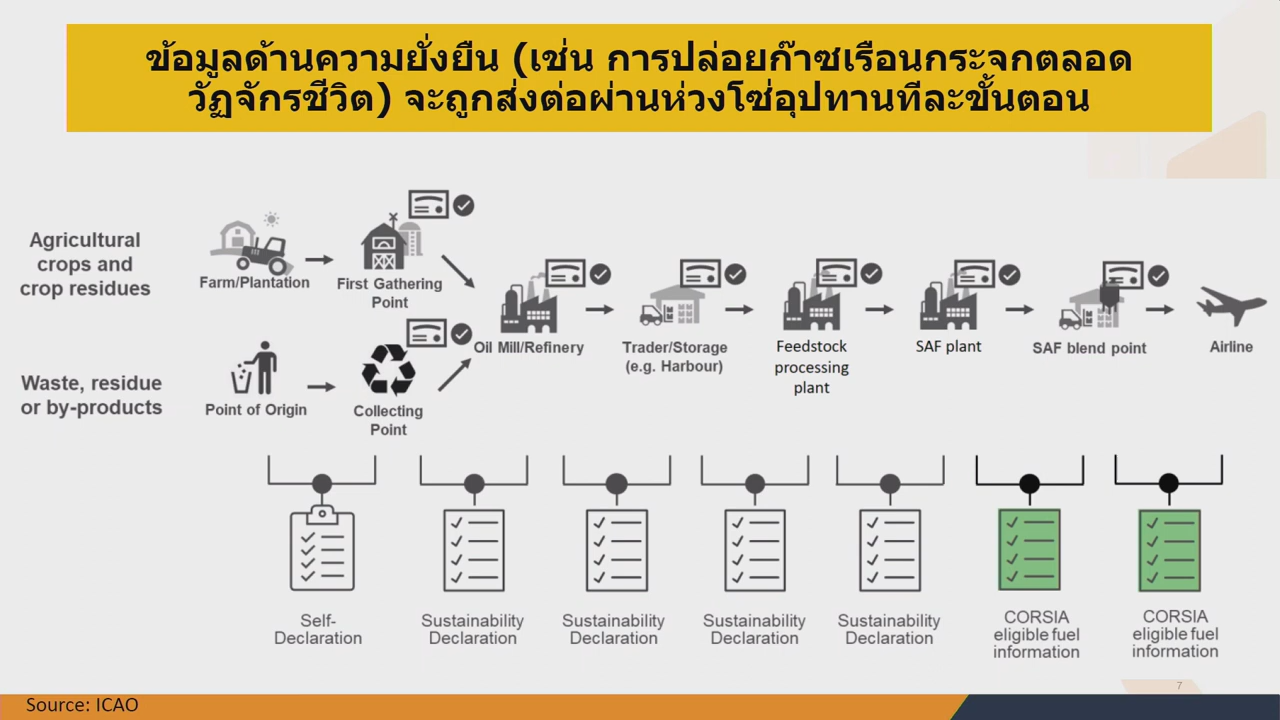 ข้อมูลด้านความยั่งยืน (เช่น การปล่อยก๊าซเรือนกระจกตลอด
วัฏจักรชีวิต) จะถูกส่งต่อผ่านห่วงโซ่อุปทานทีละขั้นตอน
Agricultural
crops and
crop residues
Farm/Plantation
First Gathering
Point
Waste, residue
or by-products
Point of Origin
Collecting
Point
Oil Mill/Refinery
Trader/Storage
(e.g. Harbour)
Feedstock
processing
plant
SAF plant
SAF blend point
Airline
Self-
Declaration
Sustainability
Declaration
Sustainability
Declaration
Sustainability
Declaration
Sustainability
Declaration
CORSIA
eligible fuel
information
CORSIA
eligible fuel
information
7
Source: ICAO